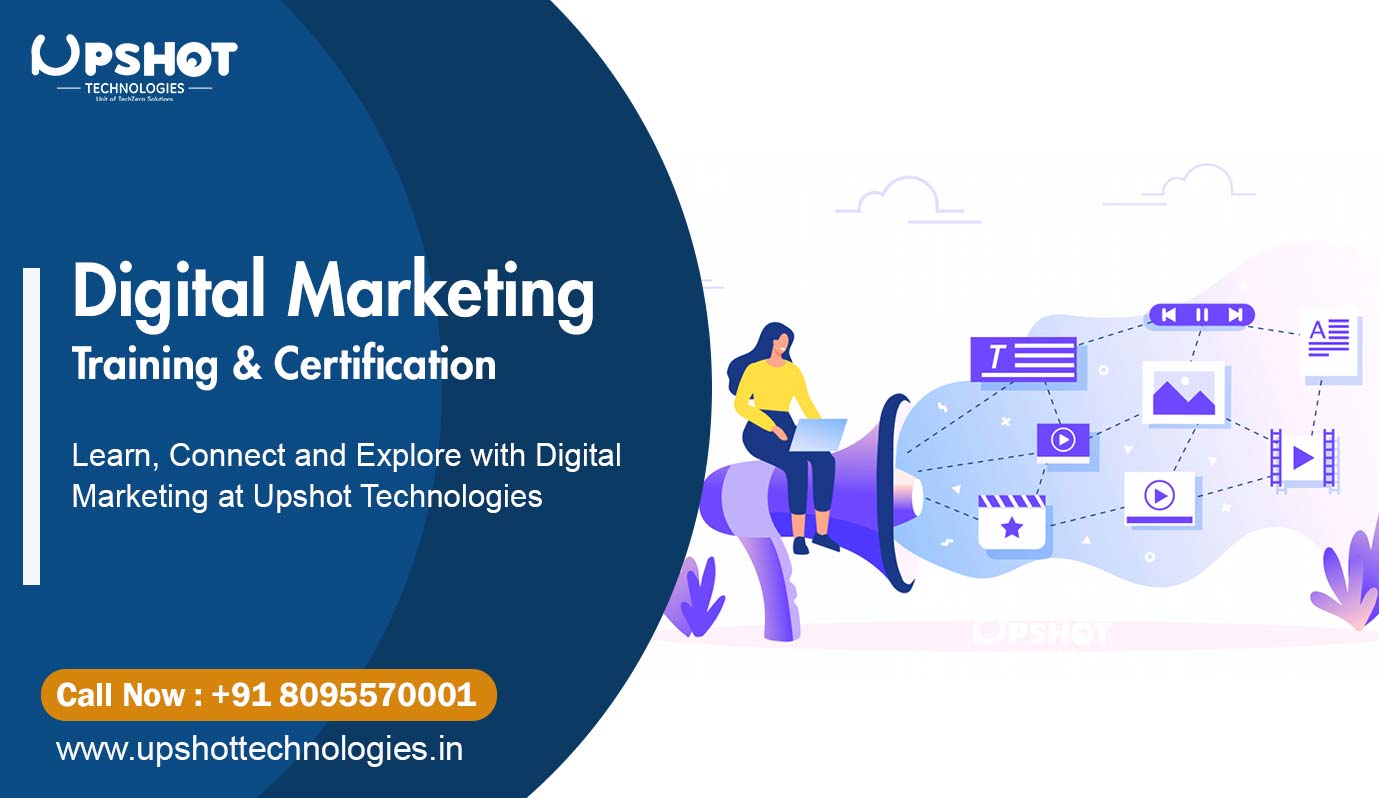 UPSHOT
TECHNOLOGIES
Unit of TechZero Solutions
Digital Marketing
Training & Certification
Learn, Connect and Explore with Digital
Marketing at Upshot Technologies
Call Now : +91 8095570001
www.upshottechnologies.in
T
A
UPSHOT